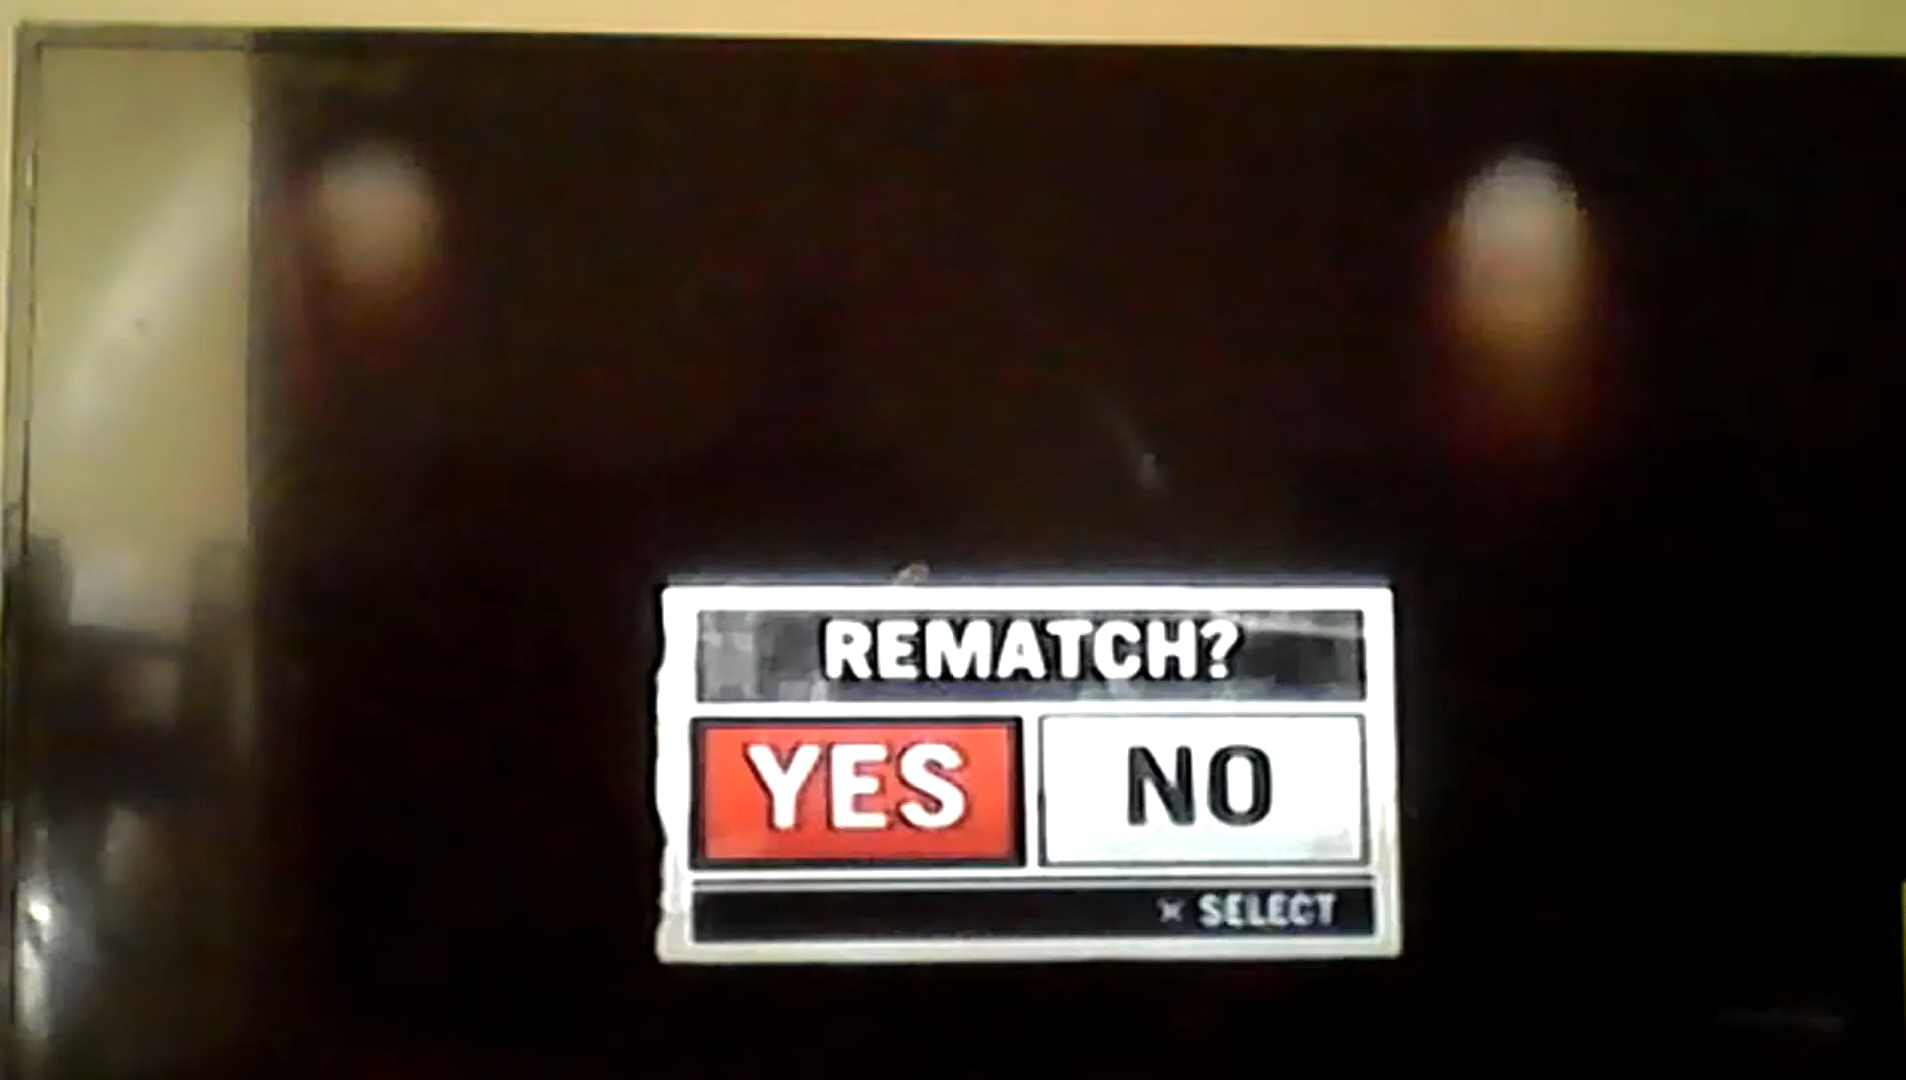 REMATCH?
YES NO
× SELECT